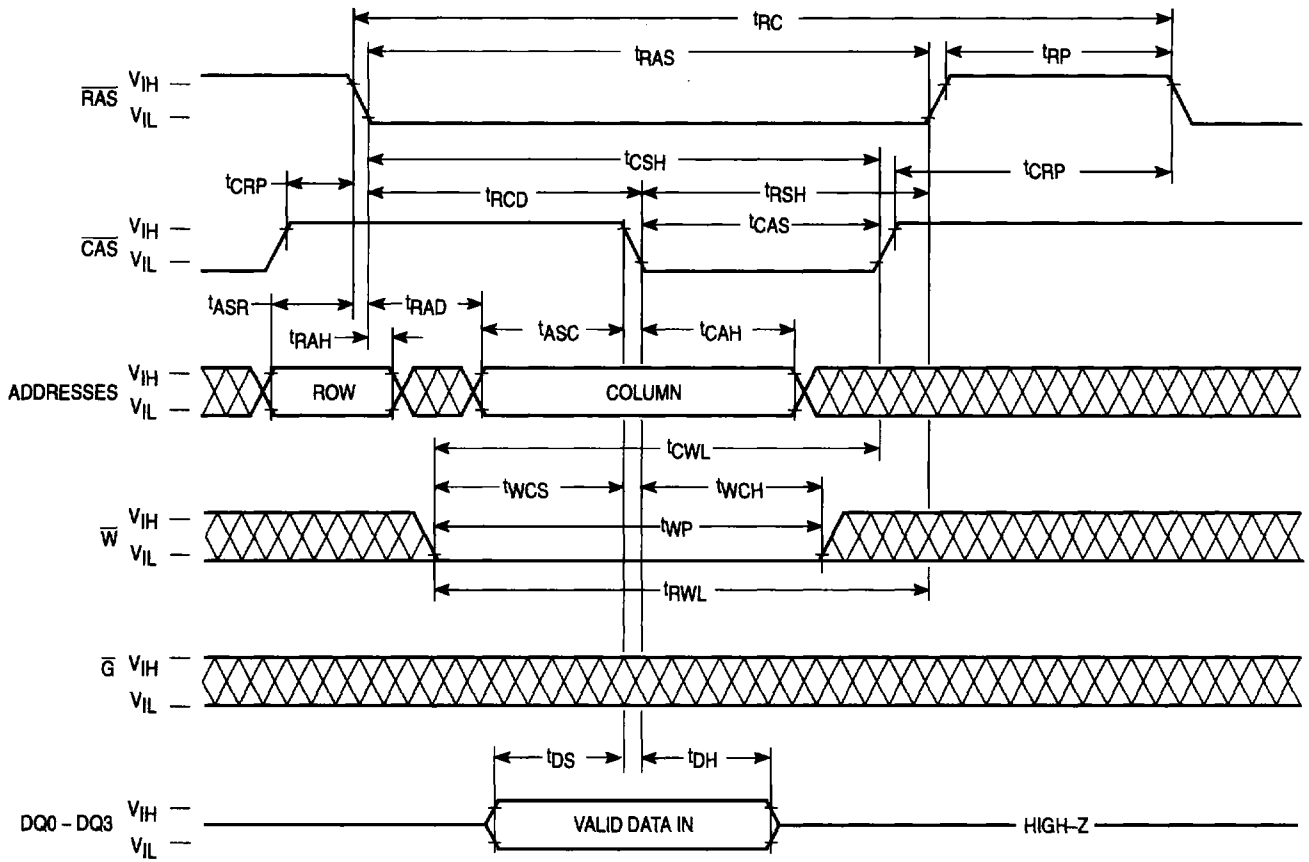 tRC
tRAS
tRP
RAS
VIH
VIL
tCSH
tCRP
tCRP
tRCD
tRSH
tCAS
CAS
VIH
VIL
tASR
tRAD
tRAH
tASC
tCAH
ADDRESSES
VIH
VIL
ROW
COLUMN
tCWL
tWCS
tWCH
W
VIH
VIL
tWP
tRWL
G
VIH
VIL
tDS
tDH
DQ0 – DQ3
VIH
VIL
VALID DATA IN
HIGH–Z